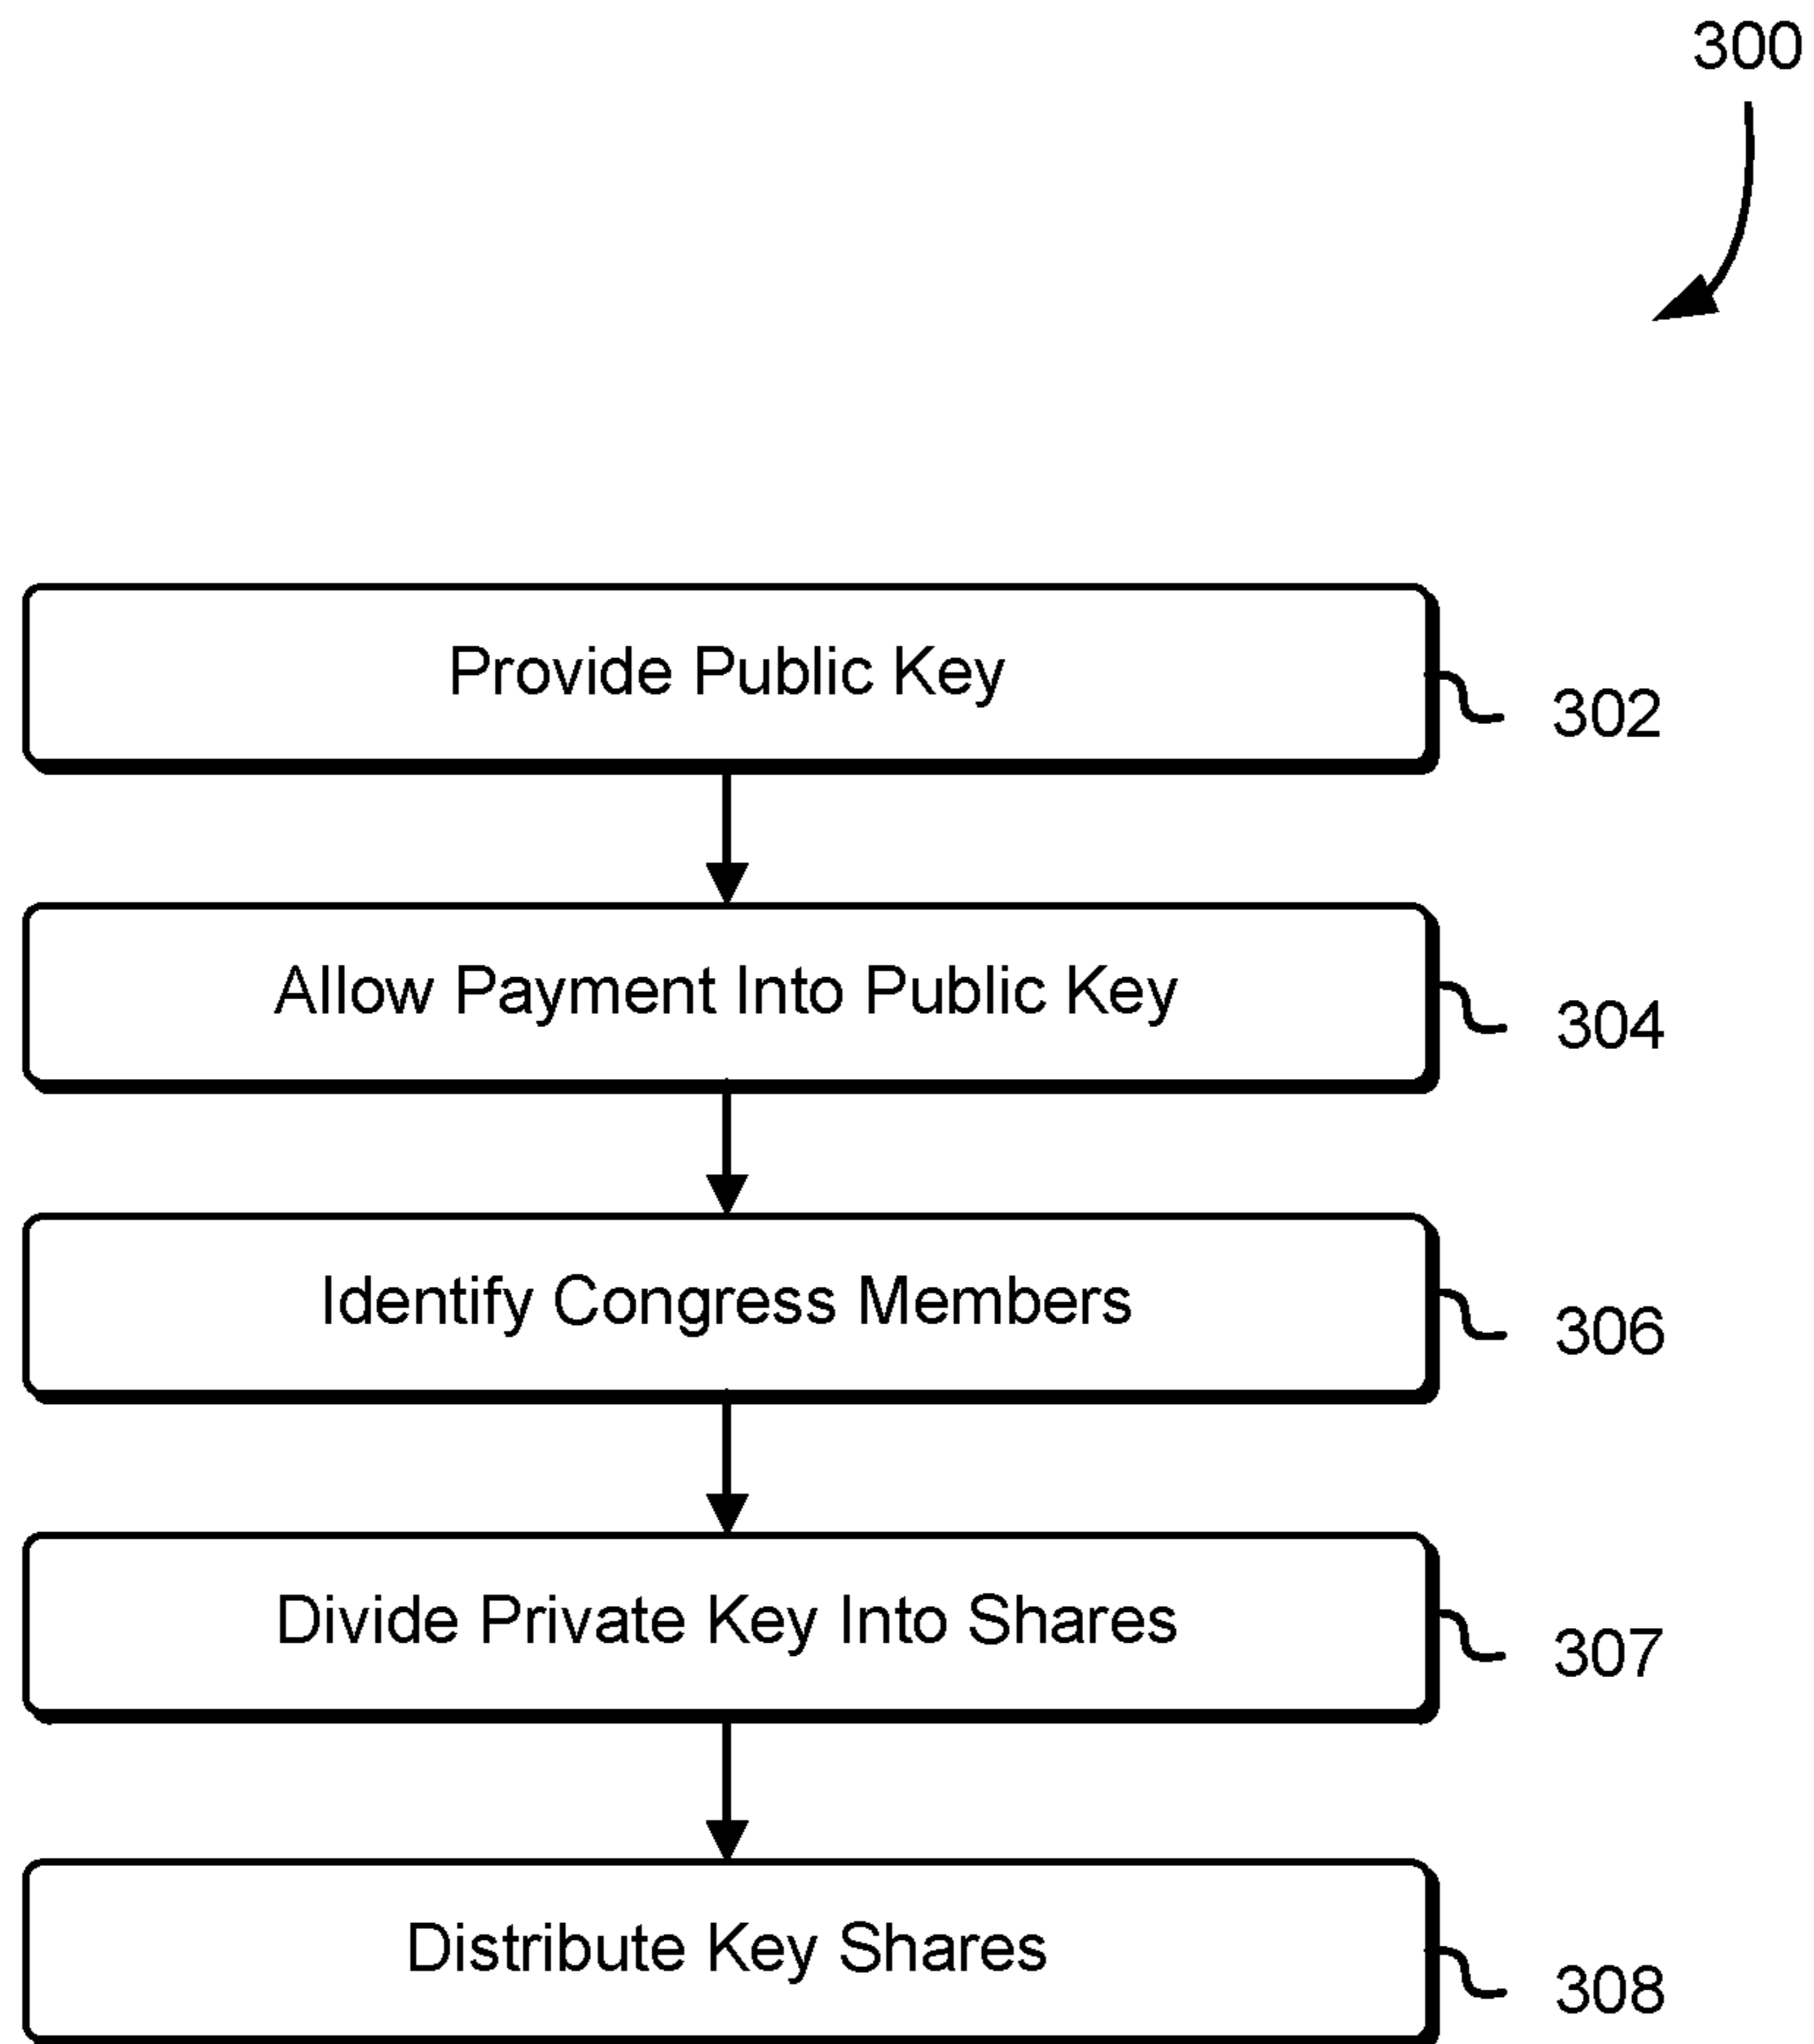 300
Provide Public Key
302
Allow Payment Into Public Key
304
Identify Congress Members
306
Divide Private Key Into Shares
307
Distribute Key Shares
308